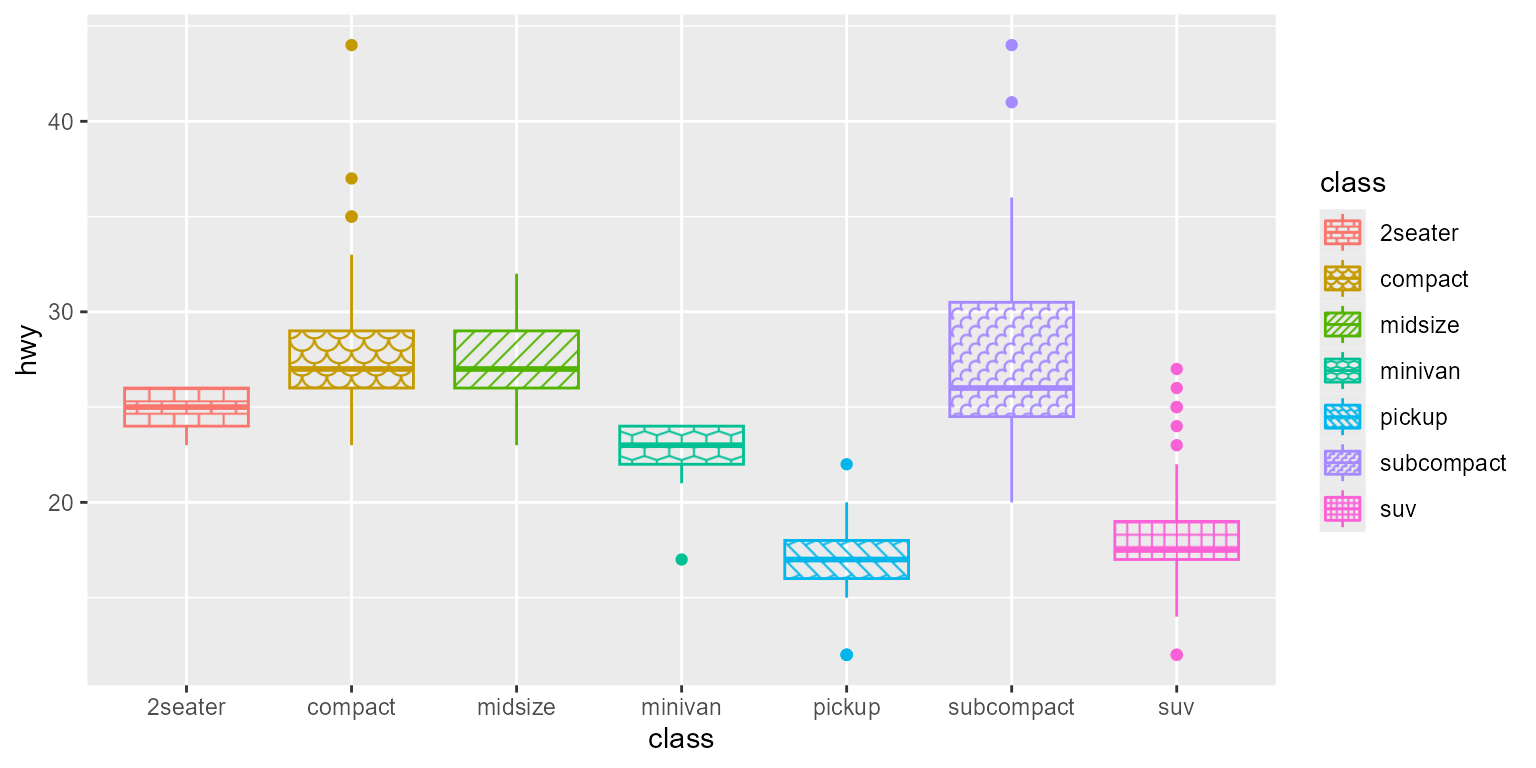 hwy
40
30
20
2seater compact midsize minivan pickup subcompact suv
class
class
2seater
compact
midsize
minivan
pickup
subcompact
suv